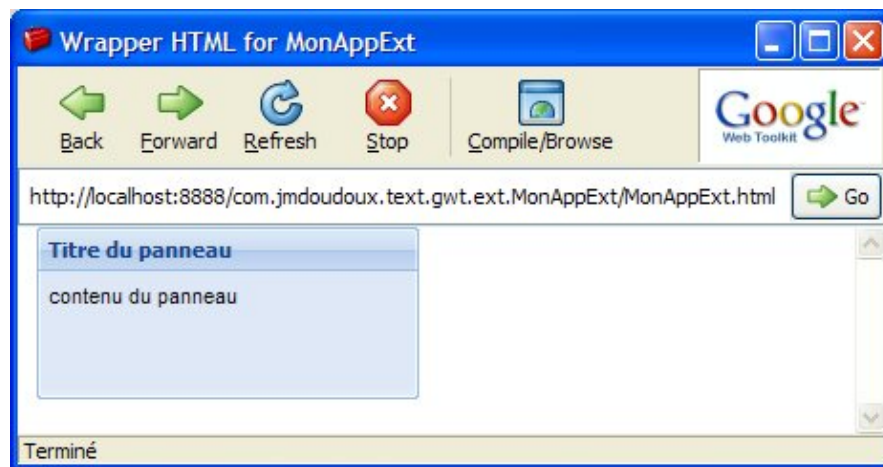 Wrapper HTML for MonAppExt
Back Forward Refresh Stop Compile/Browse
Google
Web Toolkit
http://localhost:8888/com.jmdoudoux.text.gwt.ext.MonAppExt/MonAppExt.html Go
Titre du panneau
contenu du panneau
Terminé